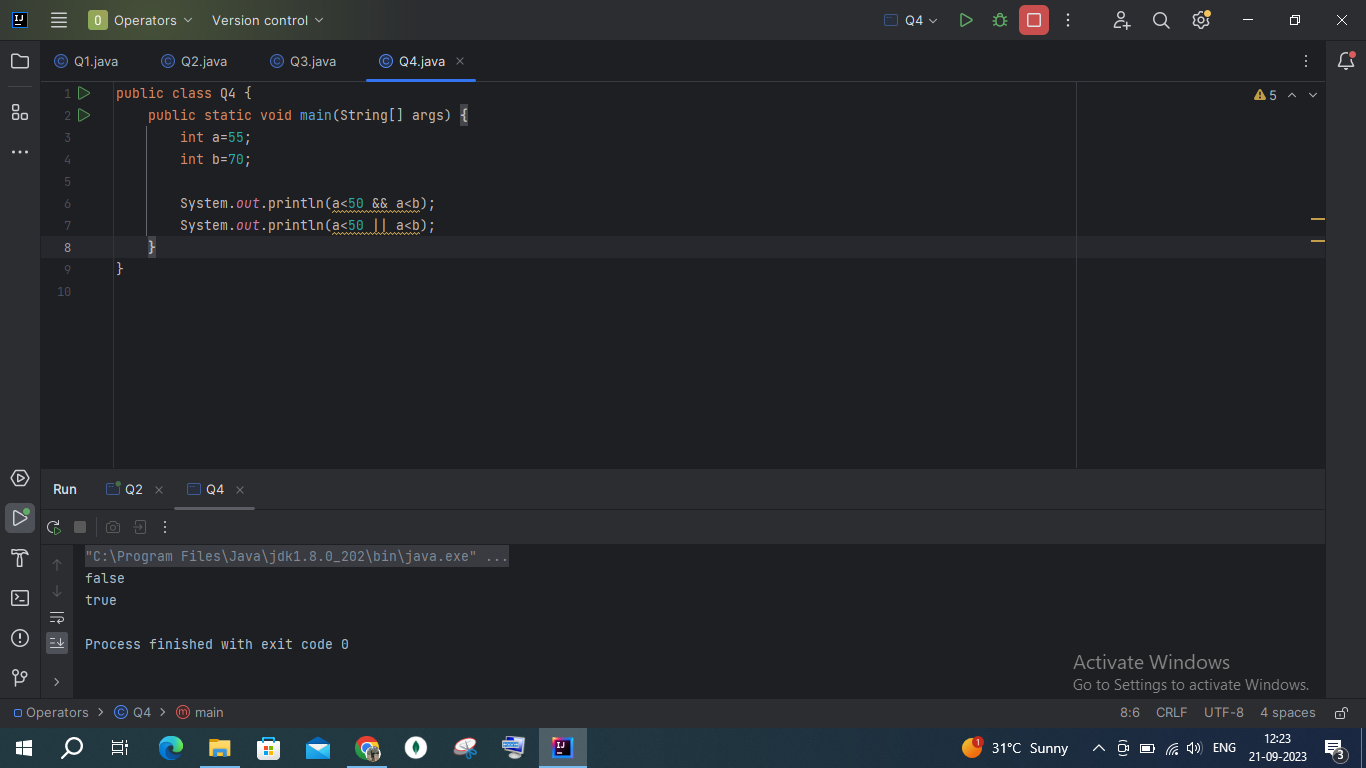 O Operators Version control Q4
Q1.java Q2.java Q3.java Q4.java
1 public class Q4 {
2 public static void main(String[] args) {
3 int a=55;
4 int b=70;
5
6 System.out.println(a<50 && a<b);
7 System.out.println(a<50 || a<b);
8 }
9 }
10
5
Run Q2 Q4
"C:\Program Files\Java\jdk1.8.0_202\bin\java.exe" ...
false
true
Process finished with exit code 0
Activate Windows
Go to Settings to activate Windows.
Operators > Q4 > main 8:6 CRLF UTF-8 4 spaces
1 31°C Sunny ENG 12:23
21-09-2023 3